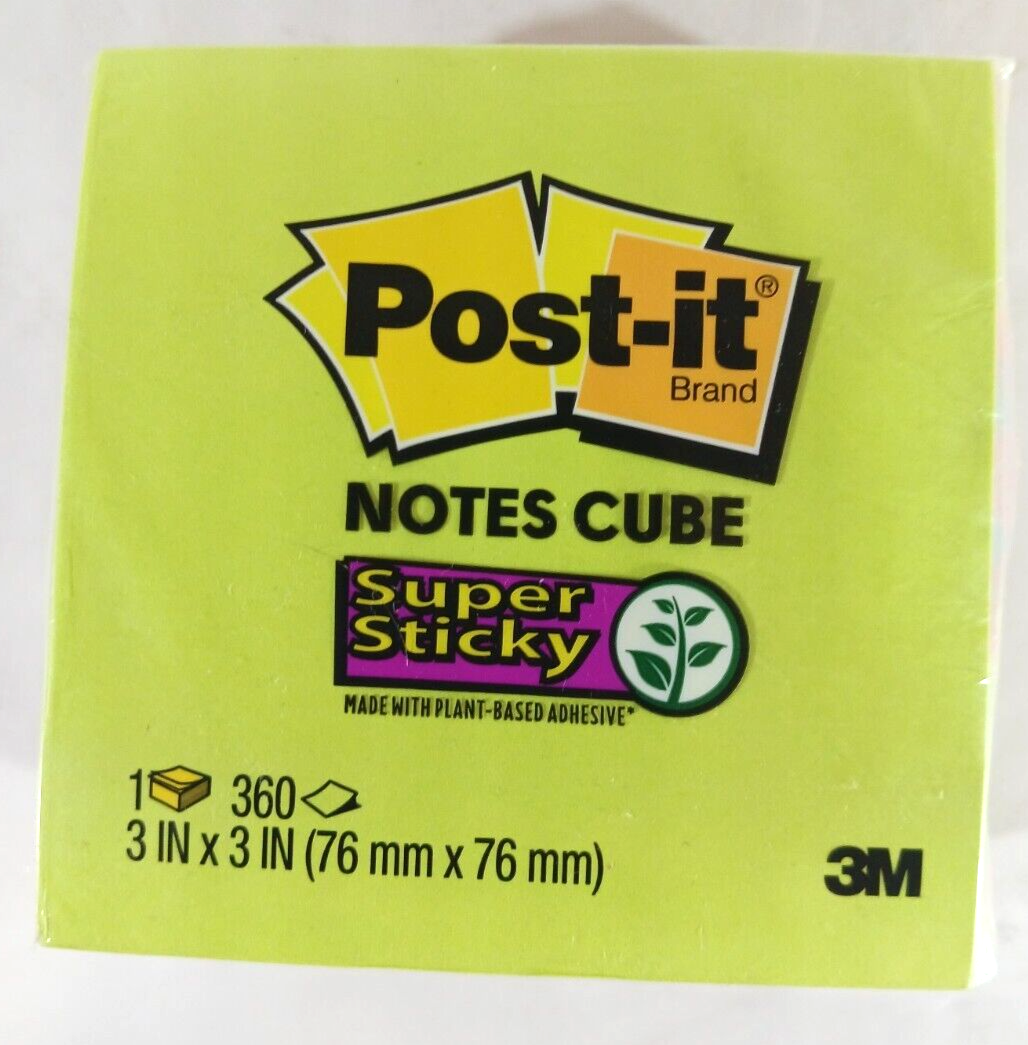 Post-it®
Brand
NOTES CUBE
Super
Sticky
MADE WITH PLANT-BASED ADHESIVE*
1 360
3 IN x 3 IN (76 mm x 76 mm)
3M